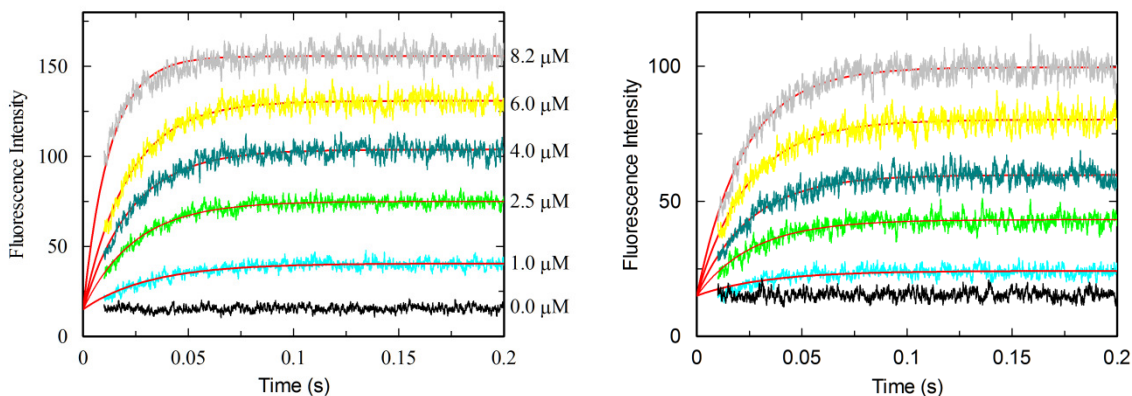 Fluorescence Intensity
150
100
50
0
8.2 µM
6.0 µM
4.0 µM
2.5 µM
1.0 µM
0.0 µM
0 0.05 0.1 0.15 0.2
Time (s)
Fluorescence Intensity
100
50
0
0 0.05 0.1 0.15 0.2
Time (s)